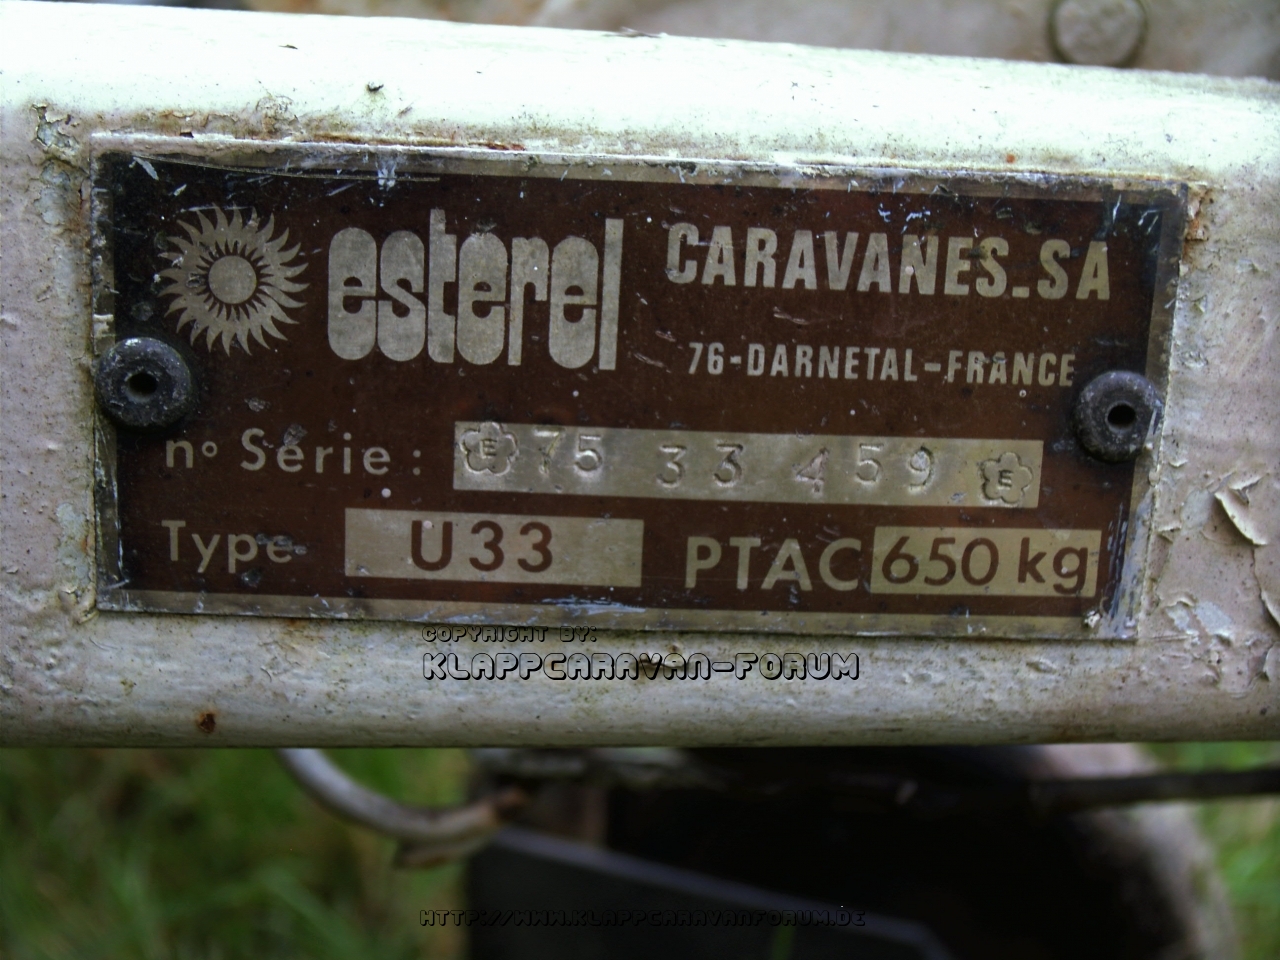 esterel CARAVANES_SA
76-DARNETAL-FRANCE
nº Série : E 75 33 459 E
Type U33 PTAC 650 kg
COPYRIGHT BY:
KLAPPCARAVAN-FORUM
HTTP://WWW.KLAPPCARAVANFORUM.DE